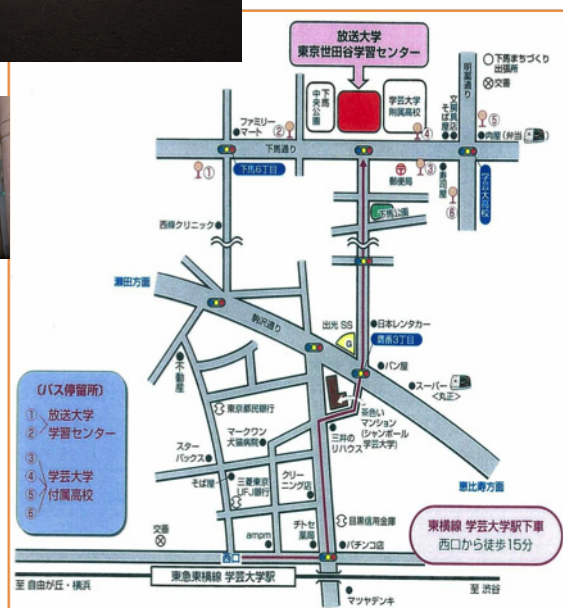 放送大学
東京世田谷学習センター
下馬
中央公園
学芸大学
附属高校
明薬通り
下馬まちづくり
出張所
交番
文房具店
そば屋
⑤
肉屋(弁当
ファミリー
マート
②
④
下馬通り
①
下馬6丁目
郵便局
③
寿司屋
学芸大高校
⑥
下馬公園
西條クリニック
瀬田方面
駒沢通り
出光 SS
G
日本レンタカー
鷹番3丁目
パン屋
スーパー
<丸正>
不動産
(バス停留所)
① 放送大学
② 学習センター
③
④ 学芸大学
⑤ 付属高校
⑥
東京都民銀行
茶色い
マンション
(シャンボール
学芸大学)
マークワン
犬猫病院
三井の
リハウス
スター
バックス
そば屋
三菱東京
UFJ銀行
クリー
ニング店
恵比寿方面
東横線 学芸大学駅下車
西口から徒歩15分
交番
ampm
チトセ
薬局
目黒信用金庫
パチンコ店
西口
東急東横線 学芸大学駅
至 自由が丘・横浜
至 渋谷
マツヤデンキ